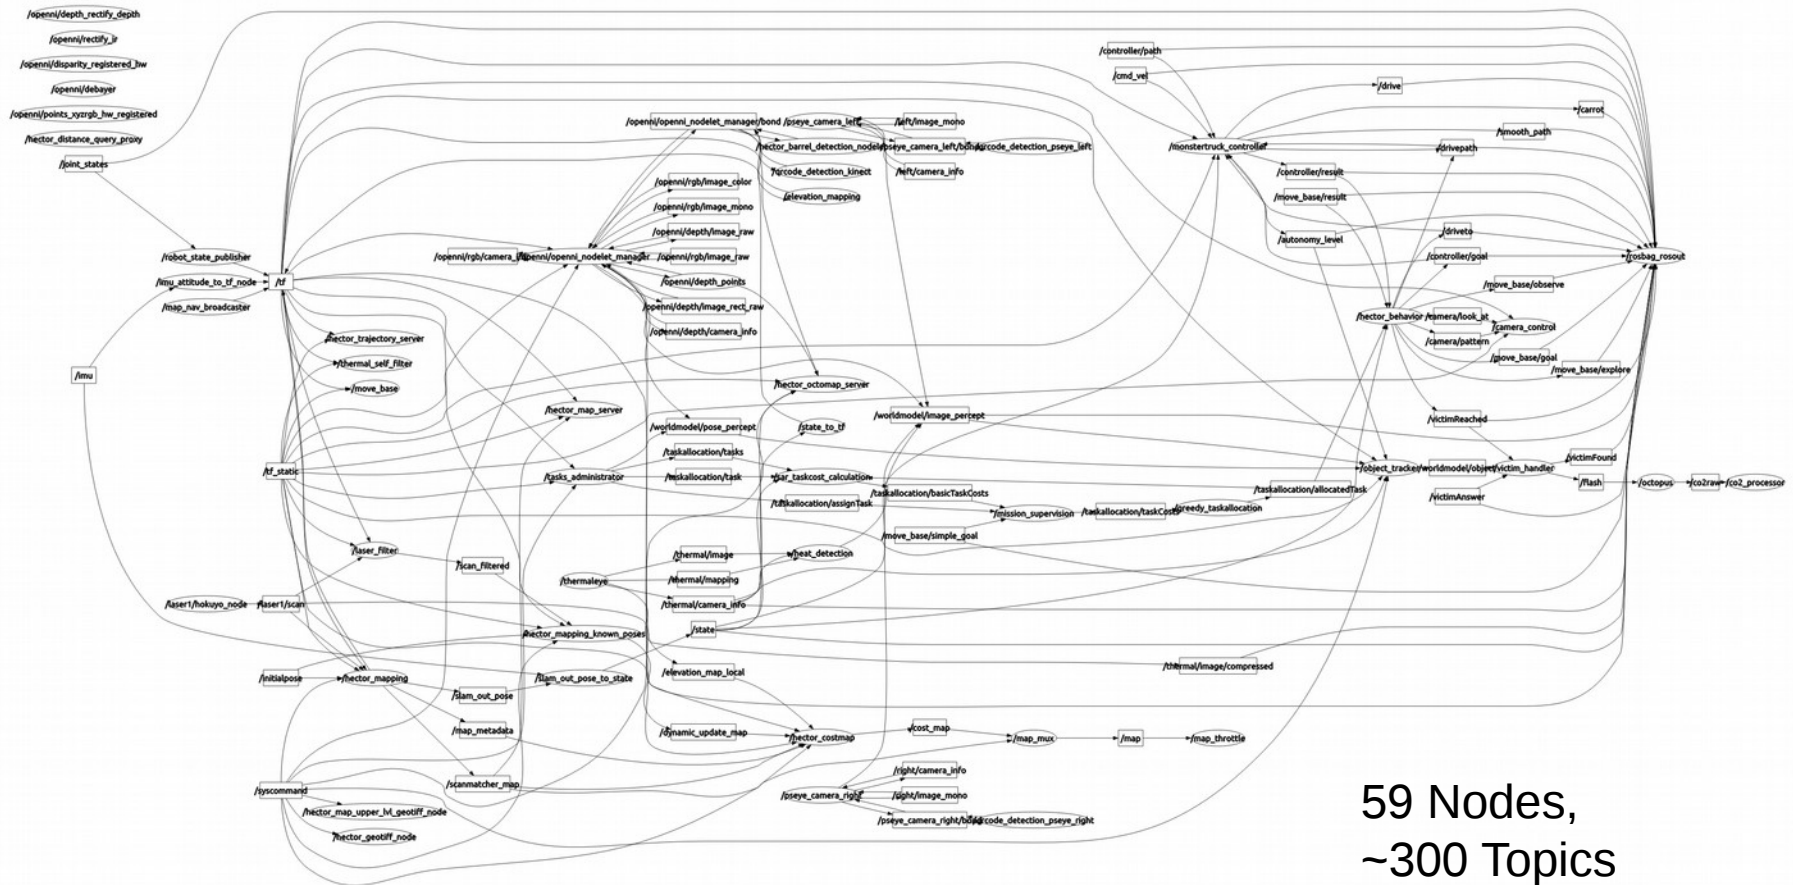 /openni/depth_rectify_depth
/openni/rectify_ir
/openni/disparity_registered_hw
/openni/debayer
/openni/points_xyzrgb_hw_registered
/hector_distance_query_proxy
/joint_states
/robot_state_publisher
/imu_attitude_to_tf_node
/map_nav_broadcaster
/imu
/laser1/hokuyo_node
/tf
/tf_static
/laser1/scan
/initialpose
/syscommand
/hector_trajectory_server
/thermal_self_filter
/move_base
/laser_filter
/hector_mapping
/hector_map_upper_lvl_geotiff_node
/hector_geotiff_node
/scan_filtered
/slam_out_pose
/map_metadata
/scanmatcher_map
/openni/openni_nodelet_manager
/hector_map_server
/tasks_administrator
/thermaleye
/hector_mapping_known_poses
/slam_out_pose_to_state
/openni/openni_nodelet_manager/bond
/openni/rgb/image_color
/openni/rgb/image_mono
/openni/depth/image_raw
/openni/rgb/image_raw
/openni/depth_points
/openni/depth/image_rect_raw
/openni/depth/camera_info
/worldmodel/pose_percept
/taskallocation/tasks
/taskallocation/task
/thermal/image
/thermal/mapping
/thermal/camera_info
/state
/elevation_map_local
/dynamic_update_map
/pseye_camera_left
/hector_barrel_detection_nodelet
/qrcode_detection_kinect
/elevation_mapping
/hector_octomap_server
/state_to_tf
/taskallocation/assignTask
/heat_detection
/hector_costmap
/pseye_camera_right
/left/image_mono
/left/camera_info
/qrcode_detection_pseye_left
/worldmodel/image_percept
/taskallocation/basicTaskCosts
/move_base/simple_goal
/cost_map
/right/camera_info
/right/image_mono
/qrcode_detection_pseye_right
/mission_supervision
/map_mux
/controller/path
/cmd_vel
/taskallocation/taskCosts
/map
/monstertruck_controller
/greedy_taskallocation
/thermal/image/compressed
/map_throttle
/controller/result
/move_base/result
/autonomy_level
/taskallocation/allocatedTask
/drive
/hector_behavior
/object_tracker
/drivepath
/driveto
/controller/goal
/camera/look_at
/camera/pattern
/victimReached
/worldmodel/object
/victimAnswer
/smooth_path
/move_base/observe
/camera_control
/move_base/goal
/victim_handler
/carrot
/move_base/explore
/victimFound
/flash
/rosbag_rosout
/octopus
/co2raw
/co2_processor
59 Nodes,
~300 Topics